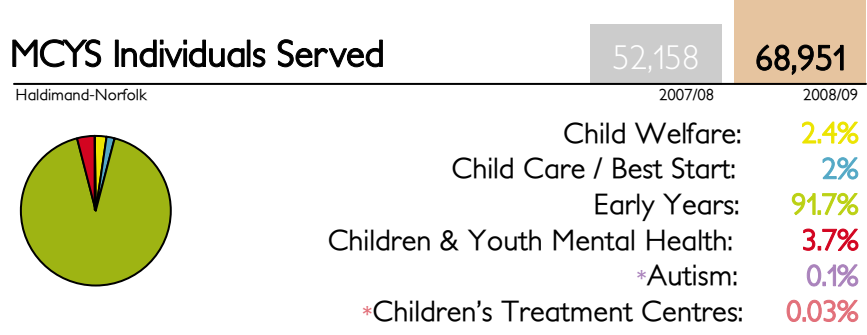 MCYS Individuals Served 52,158 68,951
Haldimand-Norfolk 2007/08 2008/09
Child Welfare: 2.4%
Child Care / Best Start: 2%
Early Years: 91.7%
Children & Youth Mental Health: 3.7%
*Autism: 0.1%
*Children's Treatment Centres: 0.03%